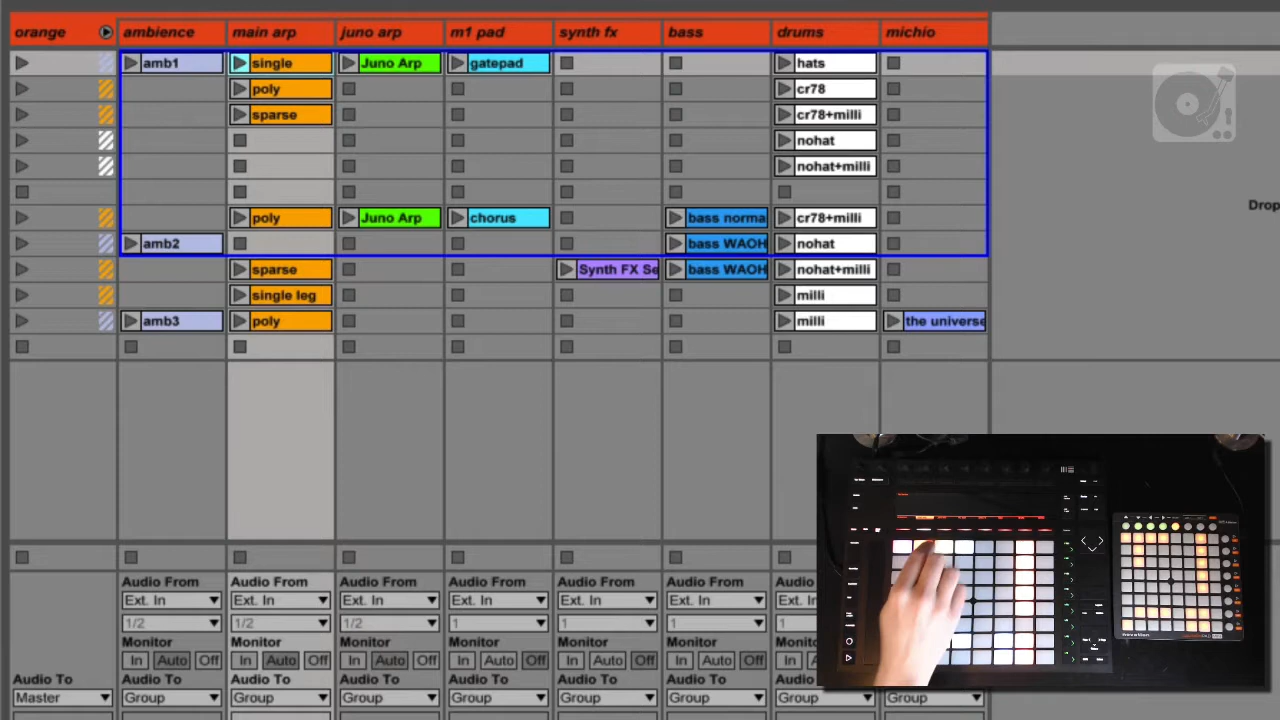 orange ambience main arp juno arp m1 pad synth fx bass drums michio
amb1 single Juno Arp gatepad hats
poly cr78
sparse cr78+milli
nohat
nohat+milli
Drop
poly Juno Arp chorus bass norma cr78+milli
amb2 bass WAOH nohat
sparse Synth FX Se bass WAOH nohat+milli
single leg milli
amb3 poly milli the universe
Audio From Audio From Audio From Audio From Audio From Audio From Audio
Ext. In Ext. In Ext. In Ext. In Ext. In Ext. In Ext. In
1/2 1/2 1/2 1 1 1 1
Monitor Monitor Monitor Monitor Monitor Monitor Monit
In Auto Off In Auto Off In Auto Off In Auto Off In Auto Off In Auto Off In
Audio To Audio To Audio To Audio To Audio To Audio To Audio To Audio
Master Group Group Group Group Group Group Group